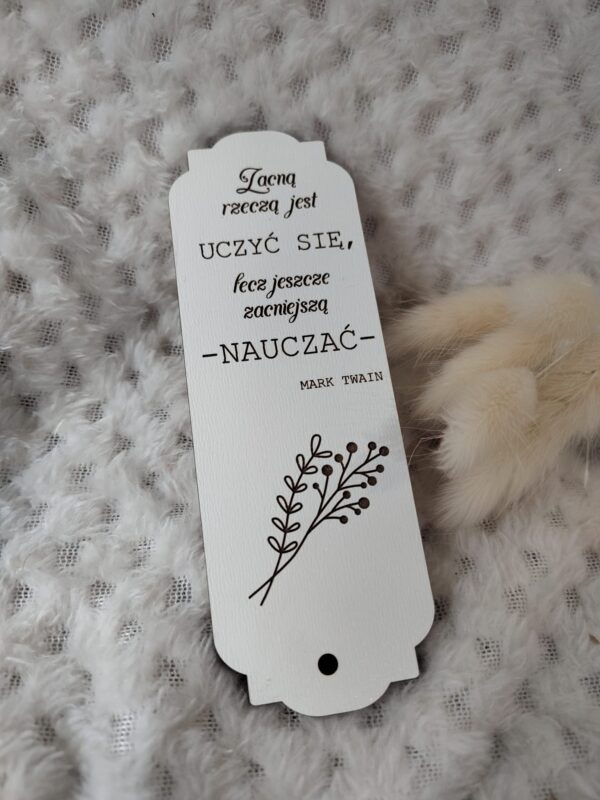 Zacną
rzeczą jest
UCZYĆ SIĘ,
lecz jeszcze
zacniejszą
-NAUCZAĆ-
MARK TWAIN